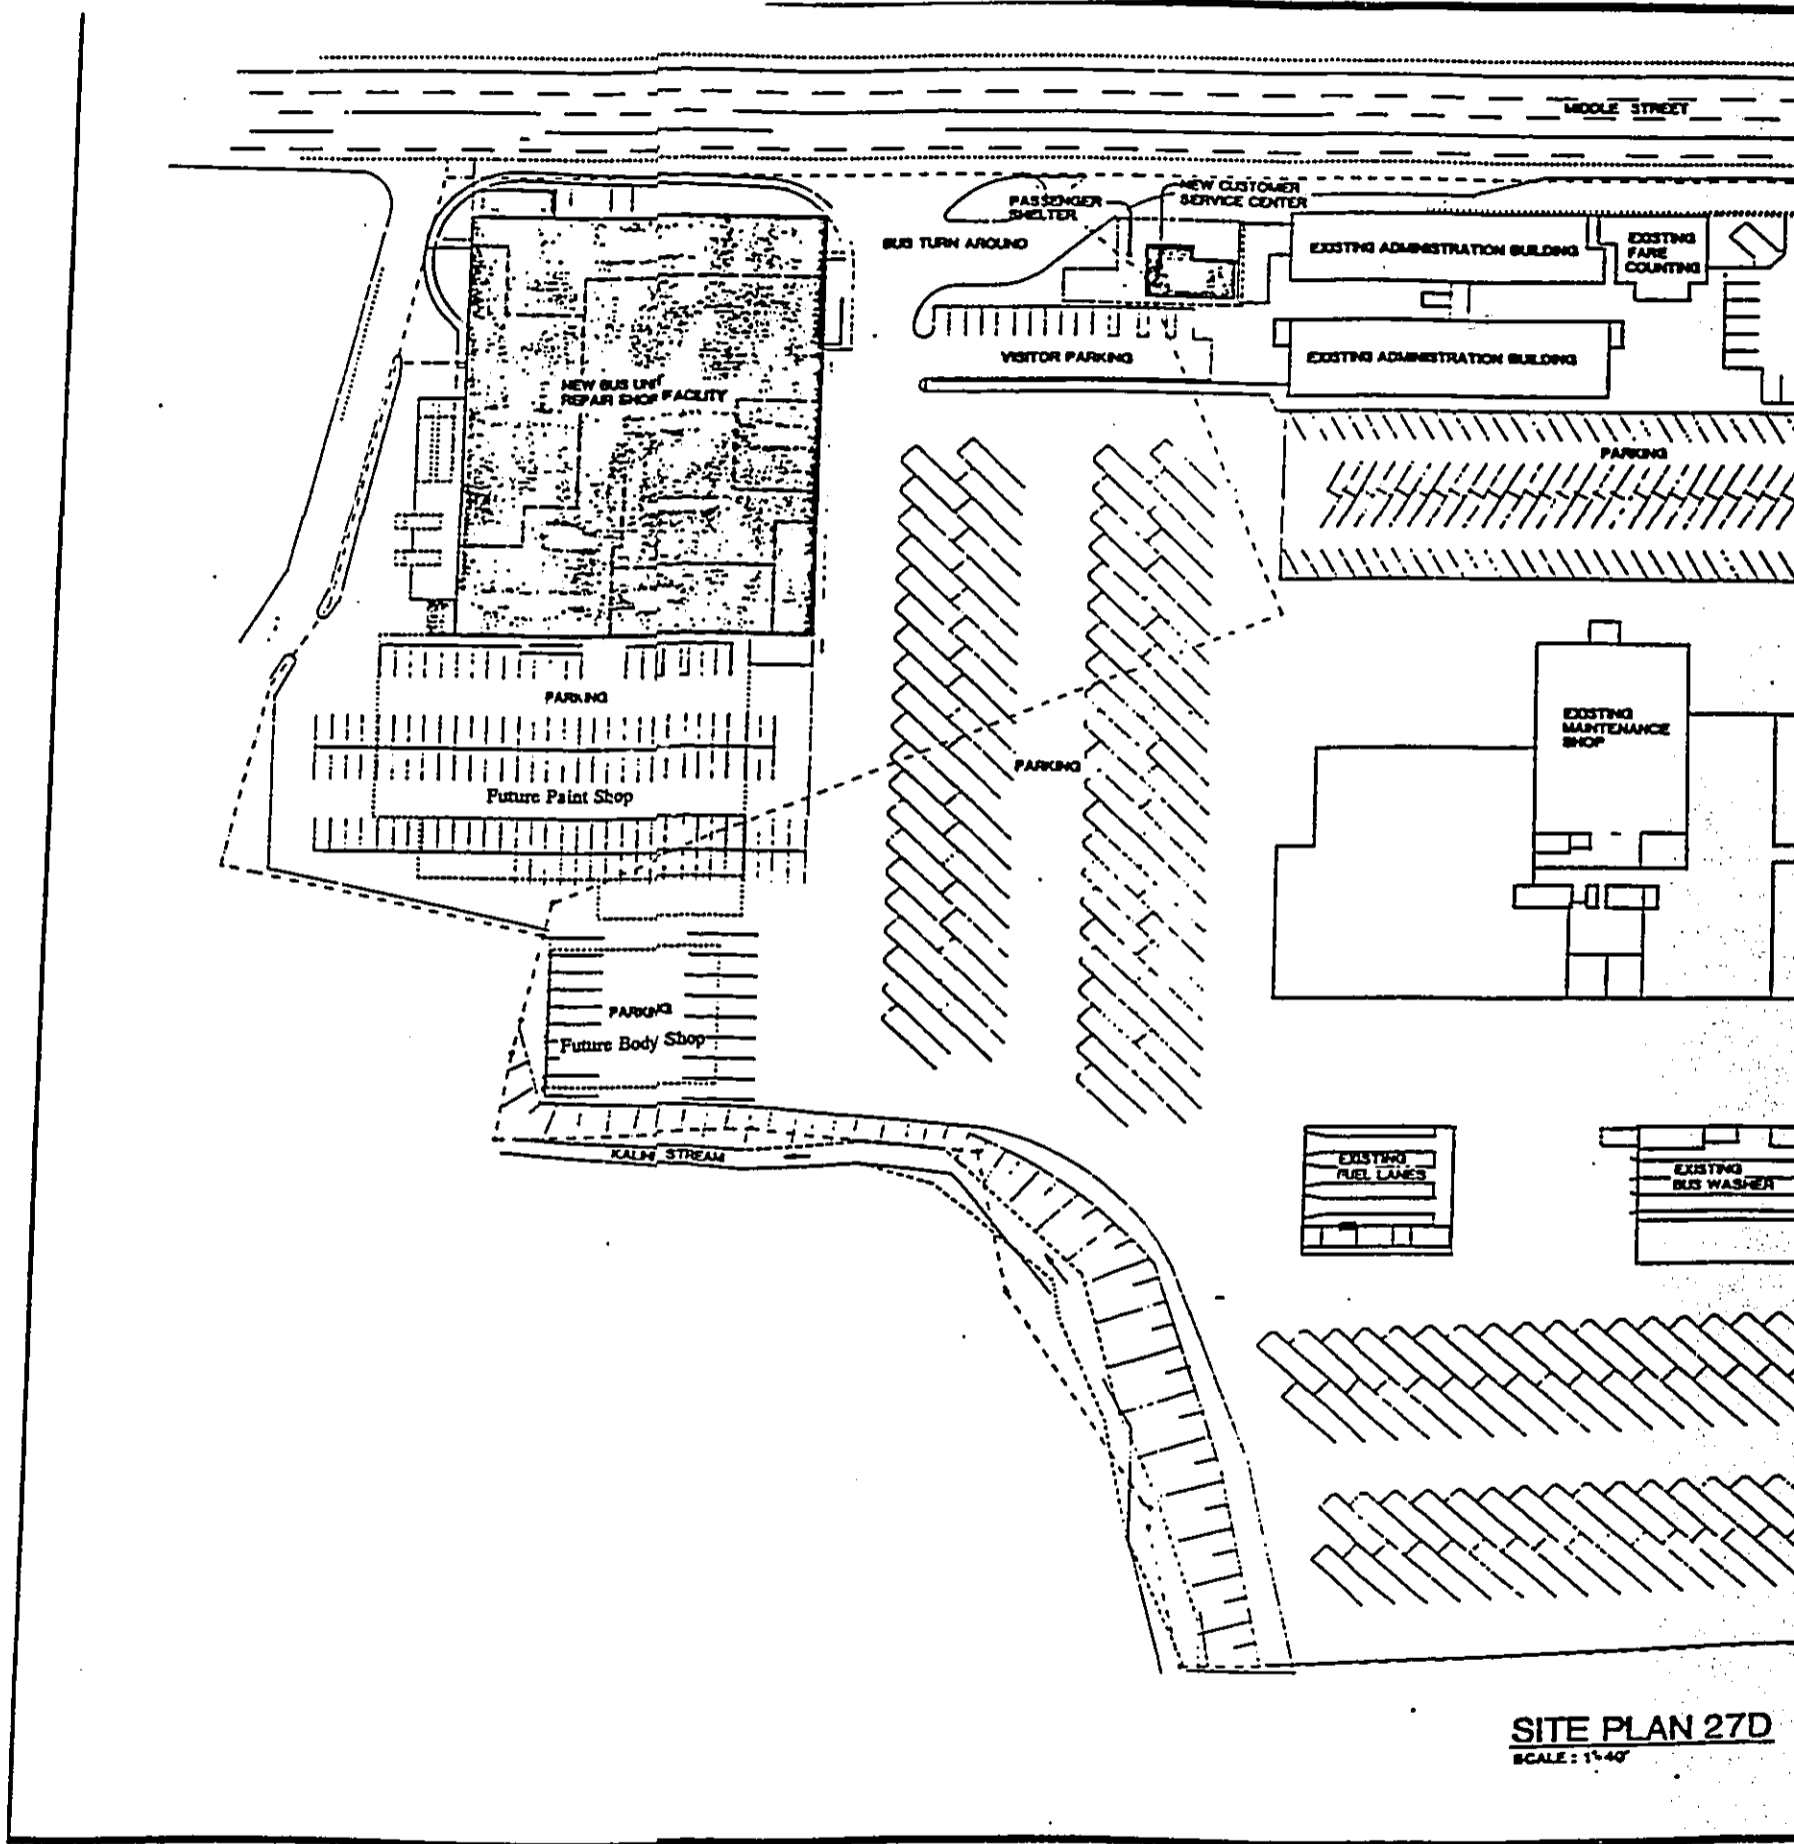 MIDDLE STREET
NEW CUSTOMER
SERVICE CENTER
PASSENGER
SHELTER
BUS TURN AROUND
EXISTING ADMINISTRATION BUILDING
EXISTING
FARE
COUNTING
VISITOR PARKING
EXISTING ADMINISTRATION BUILDING
NEW BUS UNIT
REPAIR SHOP FACILITY
PARKING
PARKING
EXISTING
MAINTENANCE
SHOP
PARKING
Future Paint Shop
PARKING
Future Body Shop
KALIHI STREAM
EXISTING
FUEL LANES
EXISTING
BUS WASHER
SITE PLAN 27D
SCALE : 1"=40'